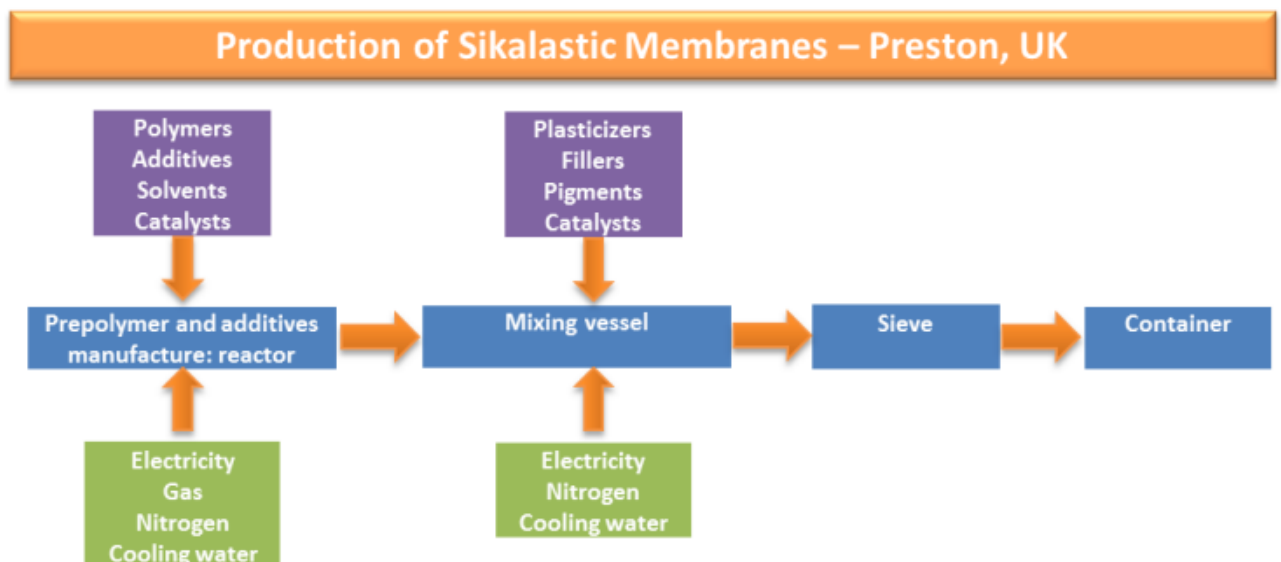 Production of Sikalastic Membranes – Preston, UK
Polymers
Additives
Solvents
Catalysts
Plasticizers
Fillers
Pigments
Catalysts
Prepolymer and additives
manufacture: reactor
Mixing vessel
Sieve
Container
Electricity
Gas
Nitrogen
Cooling water
Electricity
Nitrogen
Cooling water